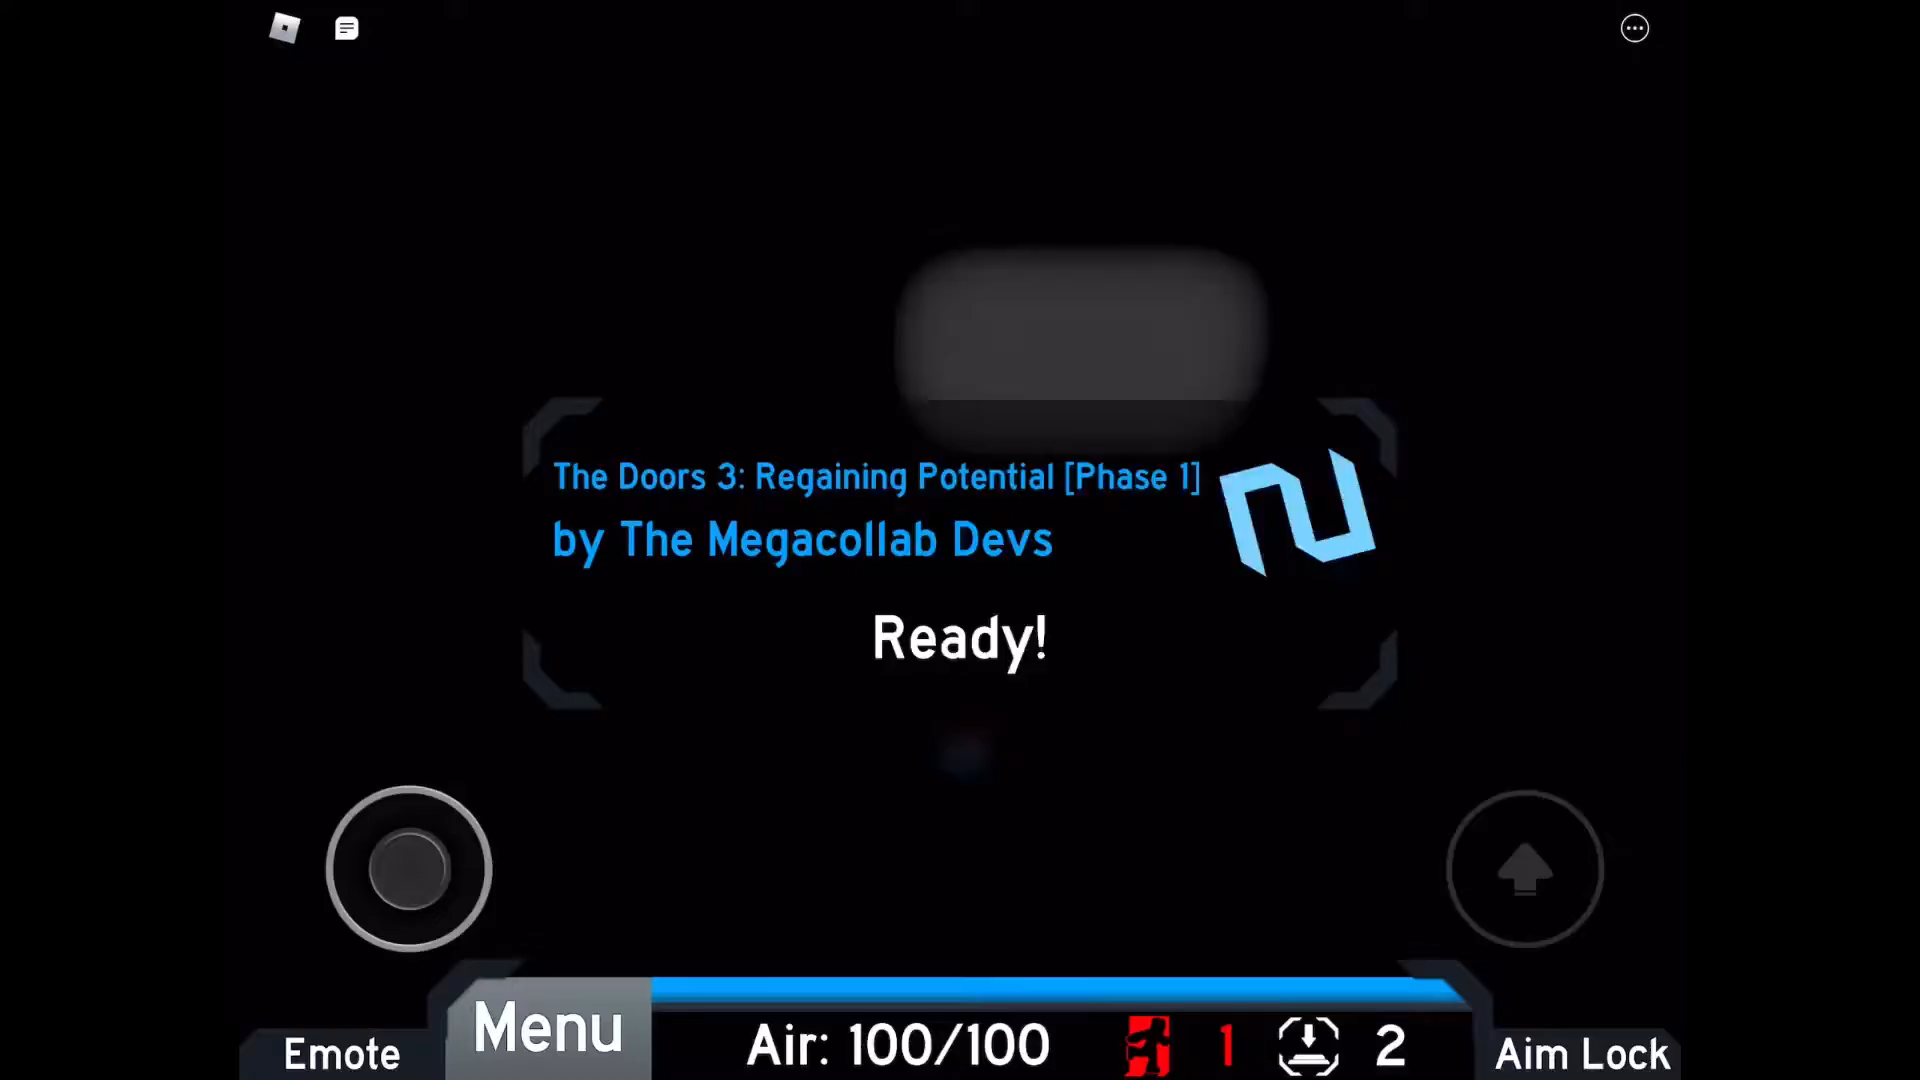 The Doors 3: Regaining Potential [Phase 1]
by The Megacollab Devs
Ready!
Emote
Menu
Air: 100/100
1
2
Aim Lock